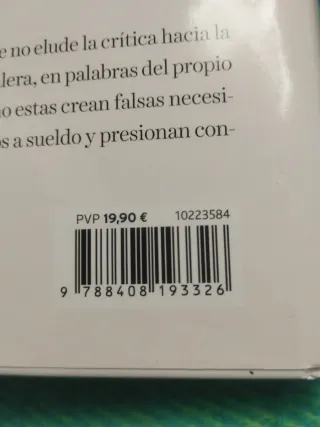 e no elude la crítica hacia la
lera, en palabras del propio
o estas crean falsas necesi-
s a sueldo y presionan con-
PVP 19,90 € 10223584
9 788408 193326